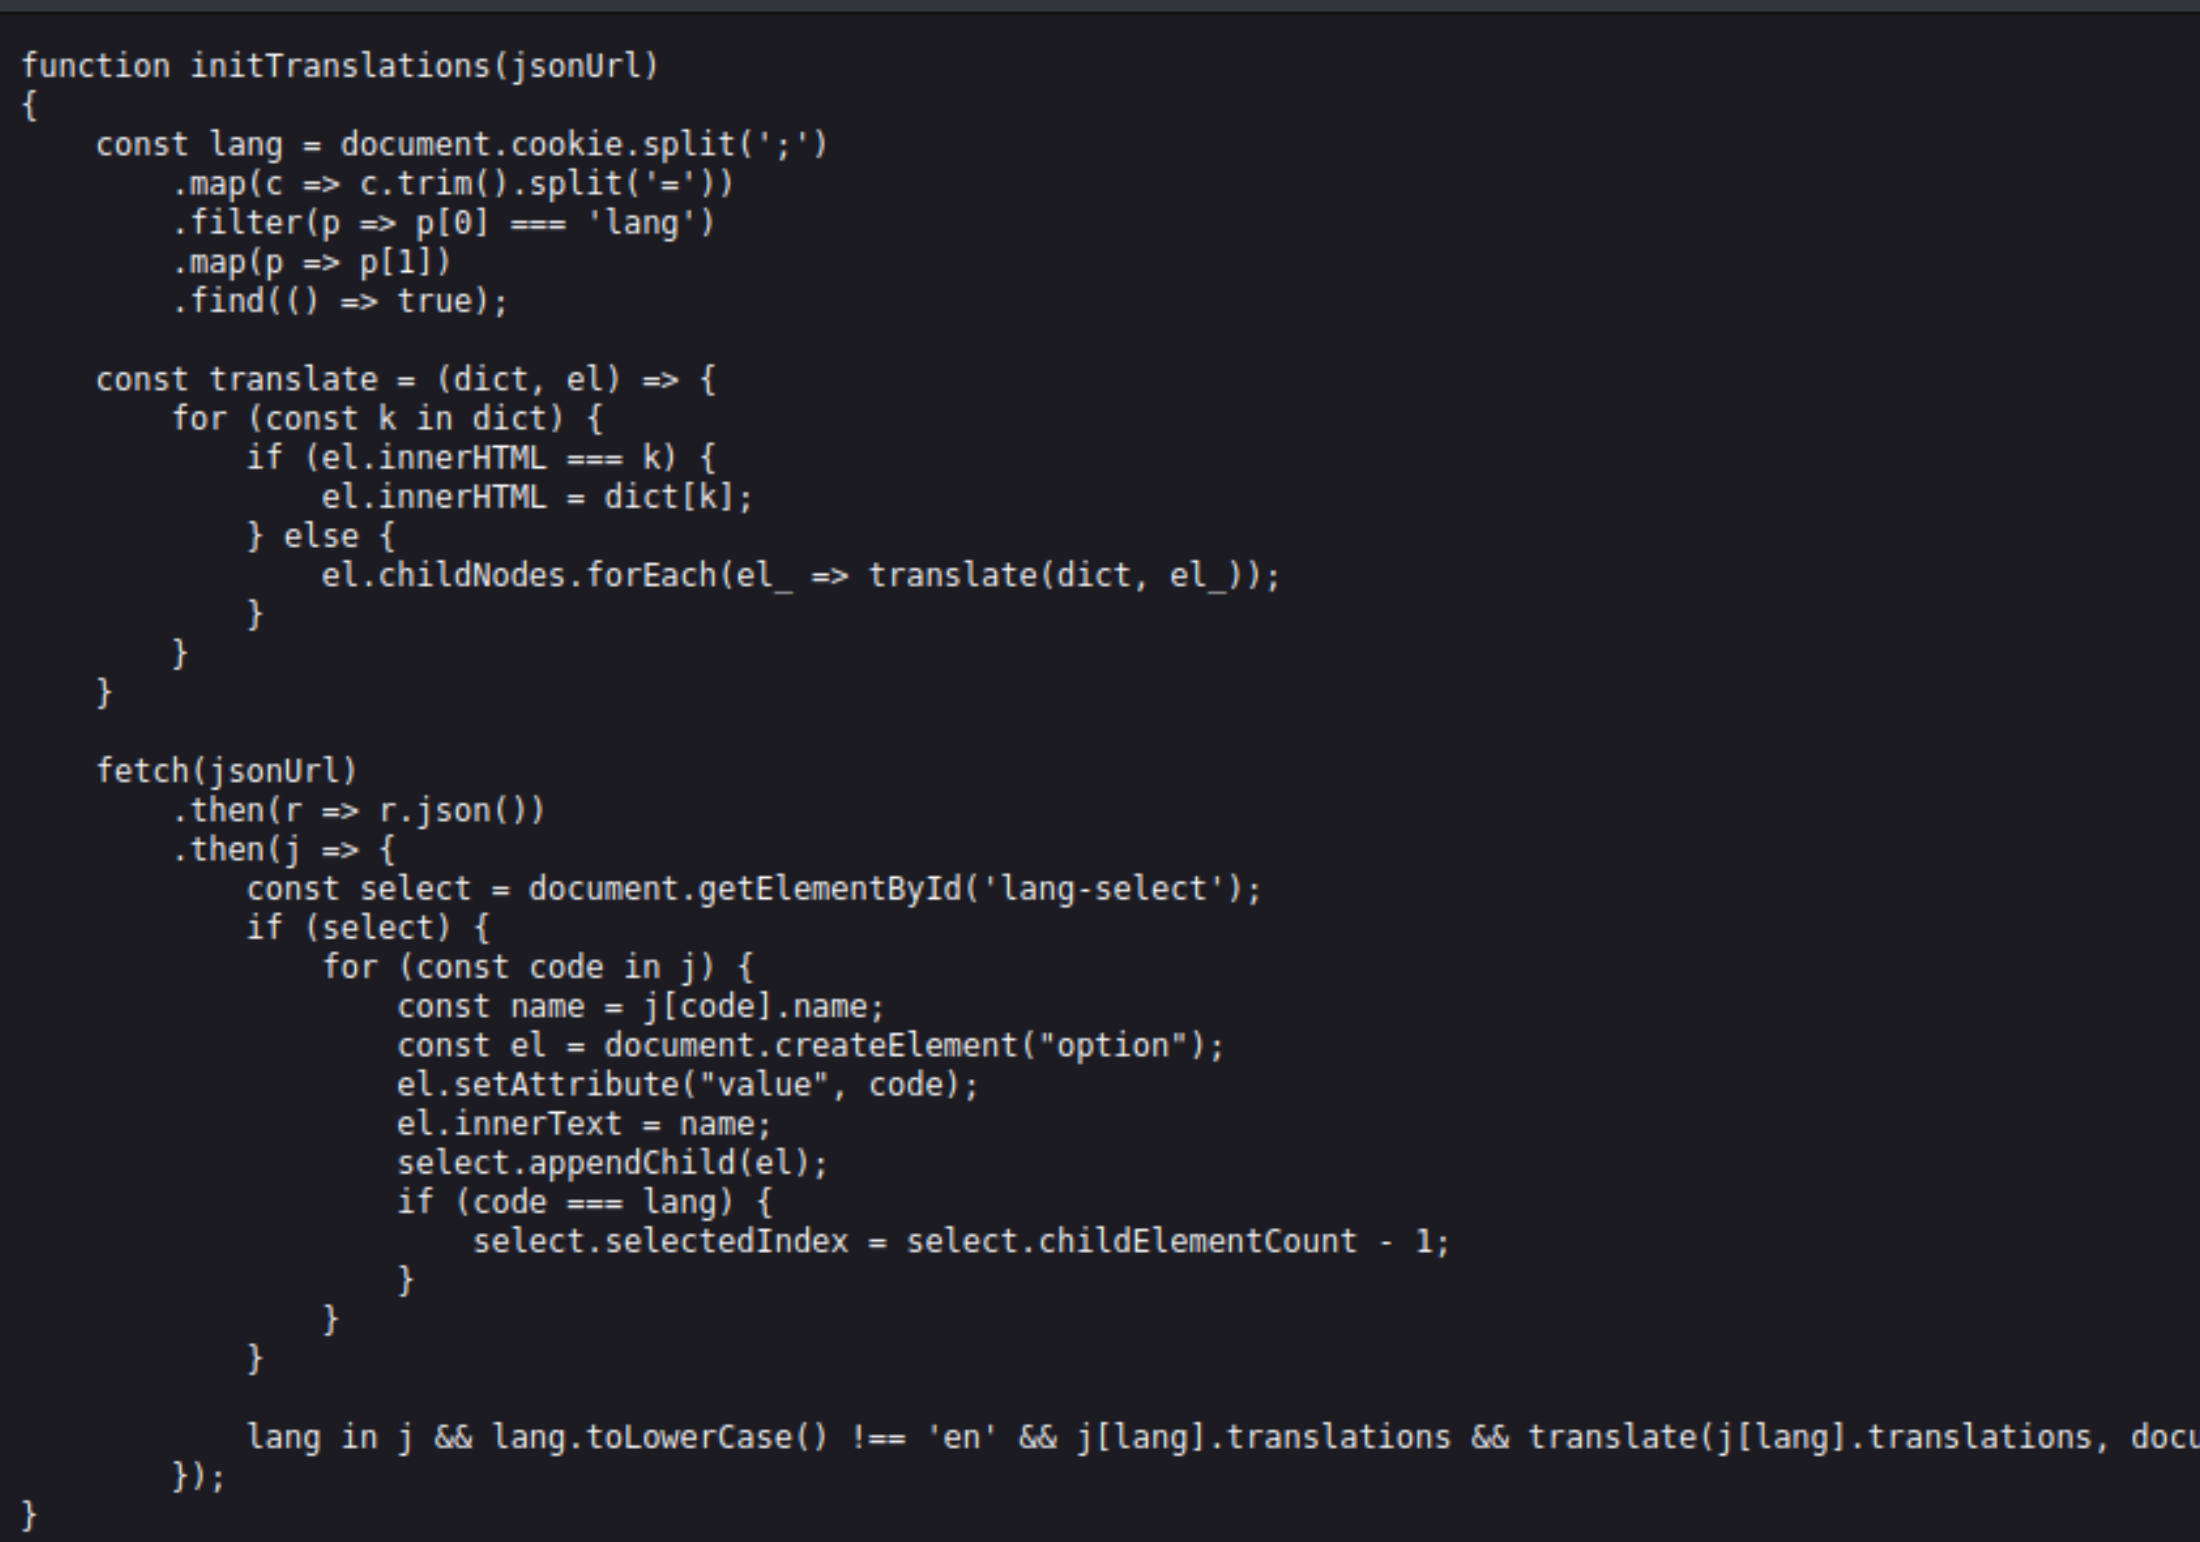 function initTranslations(jsonUrl)
{
    const lang = document.cookie.split(';')
        .map(c => c.trim().split('='))
        .filter(p => p[0] === 'lang')
        .map(p => p[1])
        .find(() => true);

    const translate = (dict, el) => {
        for (const k in dict) {
            if (el.innerHTML === k) {
                el.innerHTML = dict[k];
            } else {
                el.childNodes.forEach(el_ => translate(dict, el_));
            }
        }
    }

    fetch(jsonUrl)
        .then(r => r.json())
        .then(j => {
            const select = document.getElementById('lang-select');
            if (select) {
                for (const code in j) {
                    const name = j[code].name;
                    const el = document.createElement("option");
                    el.setAttribute("value", code);
                    el.innerText = name;
                    select.appendChild(el);
                    if (code === lang) {
                        select.selectedIndex = select.childElementCount - 1;
                    }
                }
            }

            lang in j && lang.toLowerCase() !== 'en' && j[lang].translations && translate(j[lang].translations, docu
        });
}